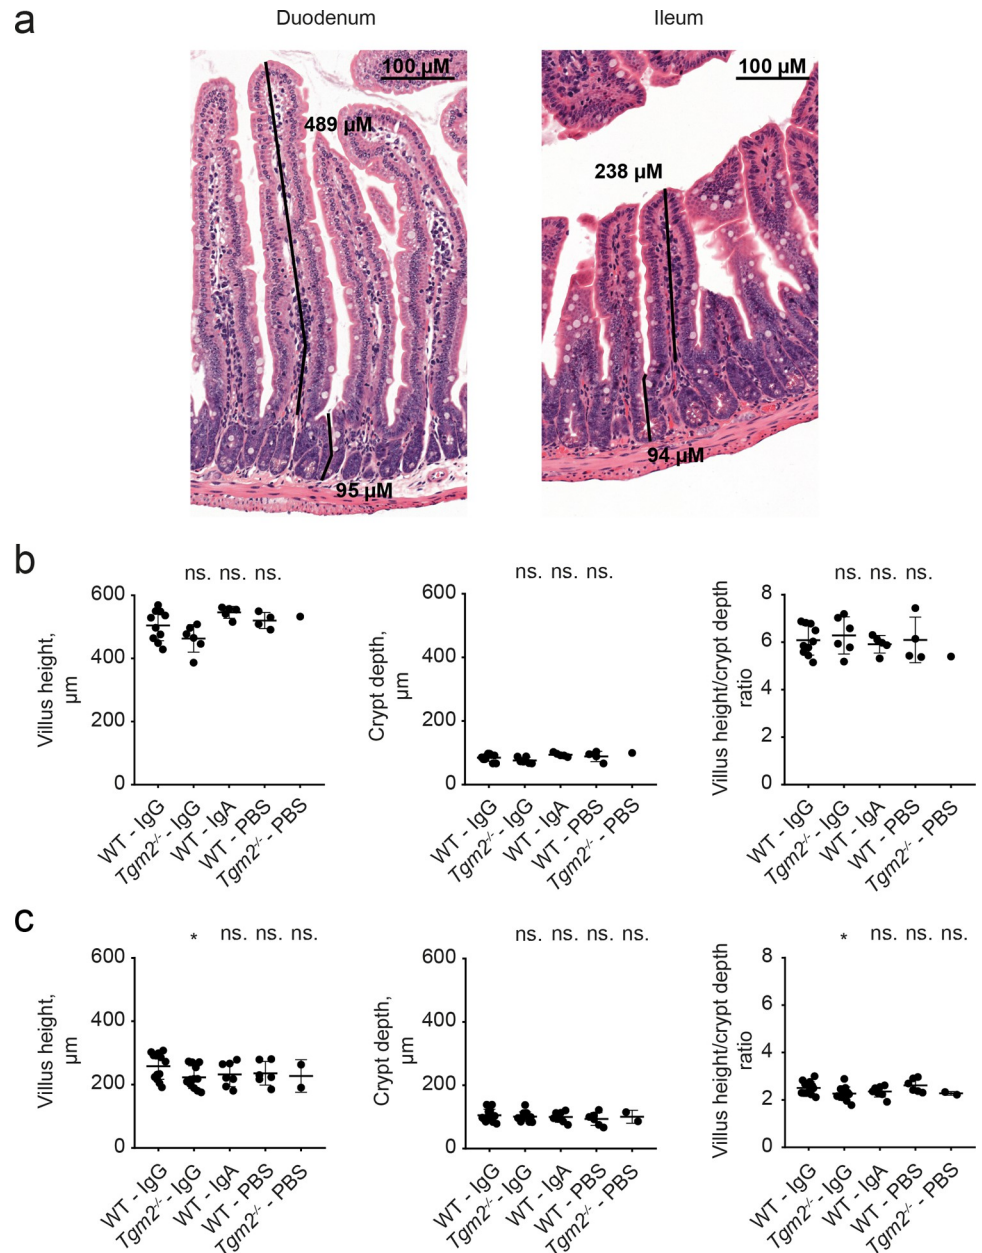 a
Duodenum
Ileum
100 µM
489 µM
95 µM
100 µM
238 µM
94 µM
b
ns. ns. ns.
Villus height,
µm
600
400
200
0
WT - IgG
Tgm2-/- - IgG
WT - IgA
WT - PBS
Tgm2-/- - PBS
ns. ns. ns.
Crypt depth,
µm
600
400
200
0
WT - IgG
Tgm2-/- - IgG
WT - IgA
WT - PBS
Tgm2-/- - PBS
ns. ns. ns.
Villus height/crypt depth
ratio
8
6
4
2
0
WT - IgG
Tgm2-/- - IgG
WT - IgA
WT - PBS
Tgm2-/- - PBS
c
* ns. ns. ns.
Villus height,
µm
600
400
200
0
WT - IgG
Tgm2-/- - IgG
WT - IgA
WT - PBS
Tgm2-/- - PBS
ns. ns. ns. ns.
Crypt depth,
µm
600
400
200
0
WT - IgG
Tgm2-/- - IgG
WT - IgA
WT - PBS
Tgm2-/- - PBS
* ns. ns. ns.
Villus height/crypt depth
ratio
8
6
4
2
0
WT - IgG
Tgm2-/- - IgG
WT - IgA
WT - PBS
Tgm2-/- - PBS